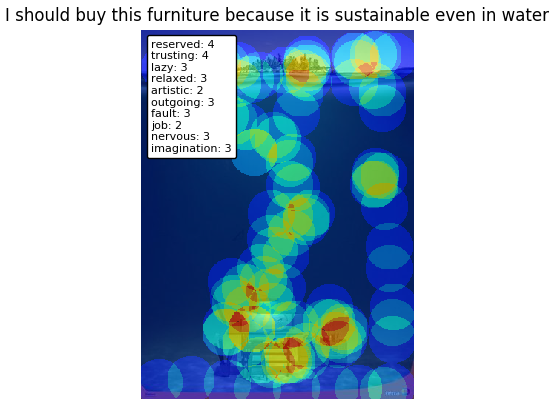 I should buy this furniture because it is sustainable even in water
reserved: 4
trusting: 4
lazy: 3
relaxed: 3
artistic: 2
outgoing: 3
fault: 3
job: 2
nervous: 3
imagination: 3